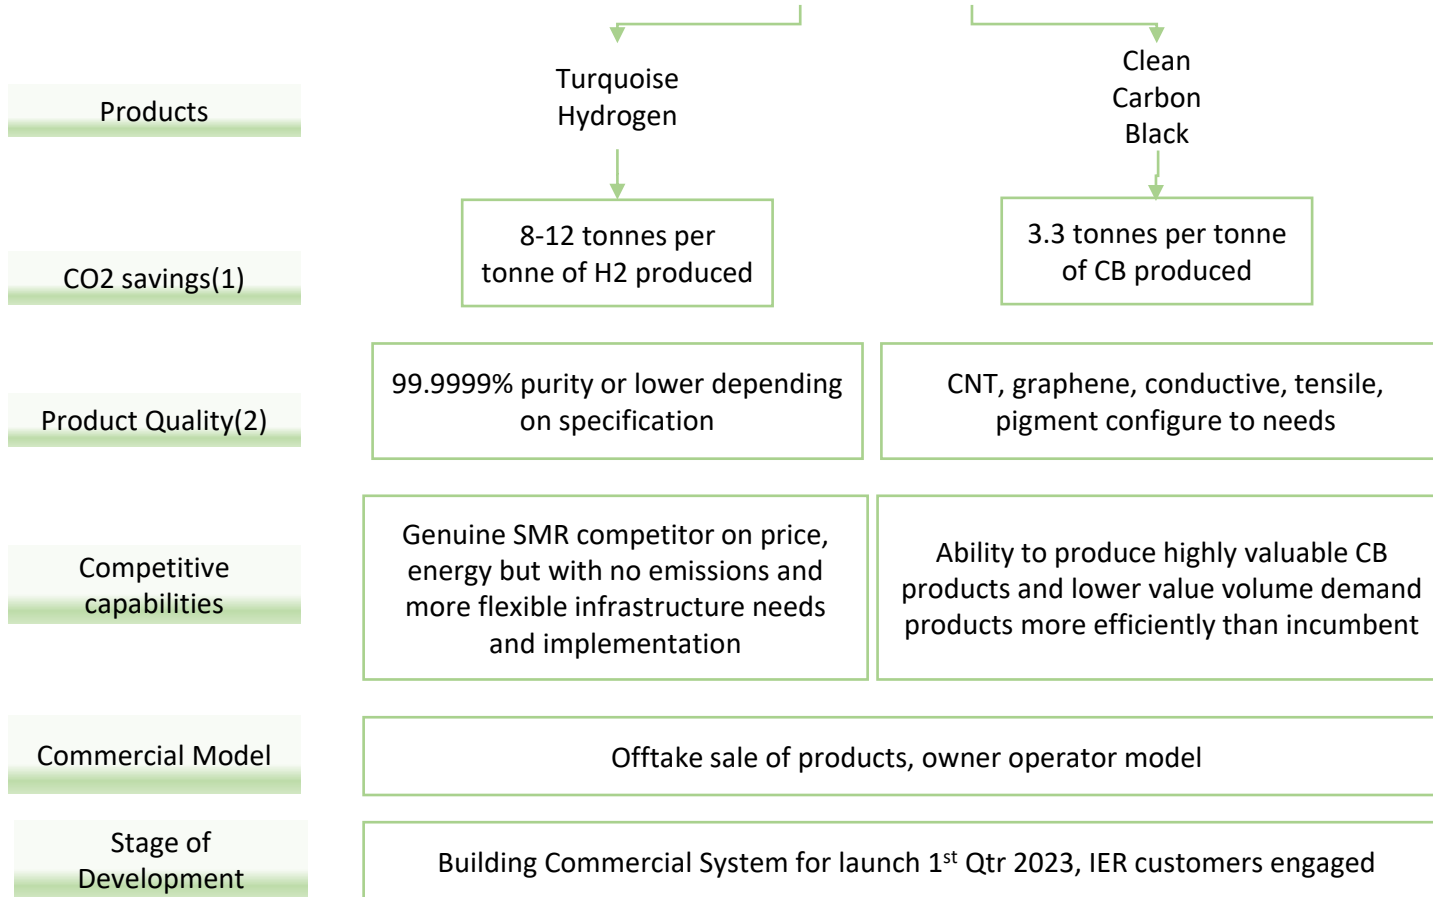 Products
Turquoise
Hydrogen
Clean
Carbon
Black
CO2 savings(1)
8-12 tonnes per
tonne of H2 produced
3.3 tonnes per tonne
of CB produced
Product Quality(2)
99.9999% purity or lower depending
on specification
CNT, graphene, conductive, tensile,
pigment configure to needs
Competitive
capabilities
Genuine SMR competitor on price,
energy but with no emissions and
more flexible infrastructure needs
and implementation
Ability to produce highly valuable CB
products and lower value volume demand
products more efficiently than incumbent
Commercial Model
Offtake sale of products, owner operator model
Stage of
Development
Building Commercial System for launch 1st Qtr 2023, IER customers engaged